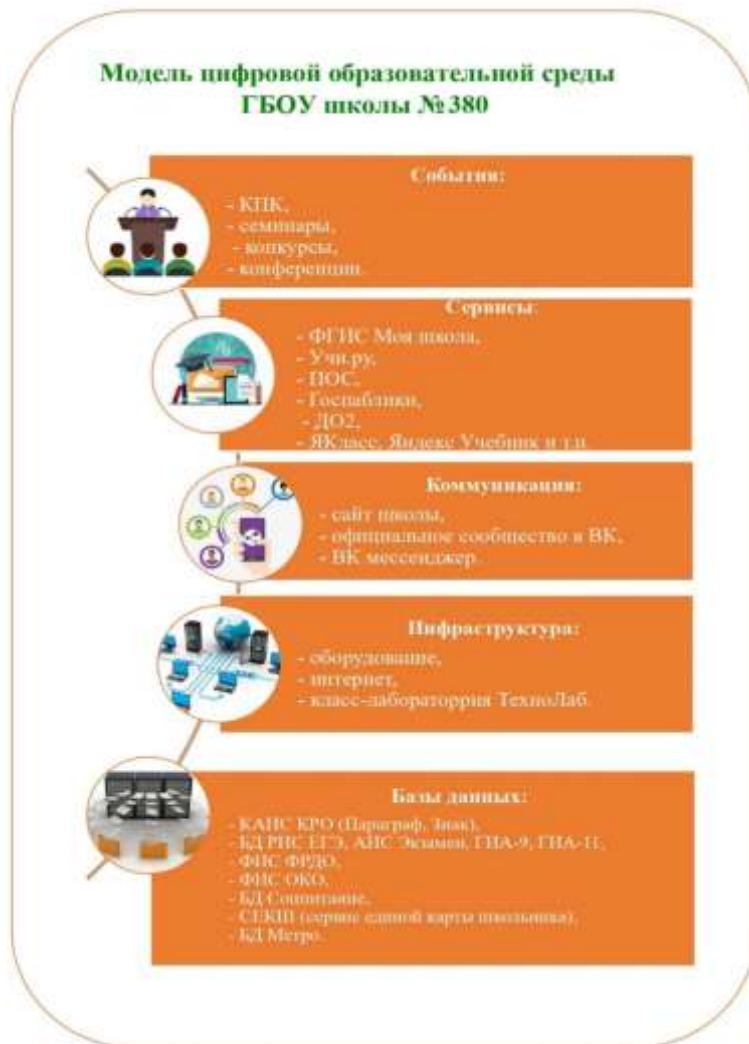 Модель цифровой образовательной среды
ГБОУ школы №380
События:
- КПК,
- семинары,
- конкурсы,
- конференции.
Сервисы:
- ФГИС Моя школа,
- Учи.ру,
- ПОС,
- Госпаблики,
- ДО2,
- ЯКласс, Яндекс Учебник и т.п.
Коммуникация:
- сайт школы,
- официальное сообщество в ВК,
- ВК мессенджер.
Инфраструктура:
- оборудование,
- интернет,
- класс-лабораторрия ТехноЛаб.
Базы данных:
- КАИС КРО (Параграф, Знак),
- БД РИС ЕГЭ, АИС Экзамен, ГИА-9, ГИА-11,
- ФИС ФРДО,
- ФИС ОКО,
- БД Соцпитание,
- СЕКШ (сервис единой карты школьника),
- БД Метро.